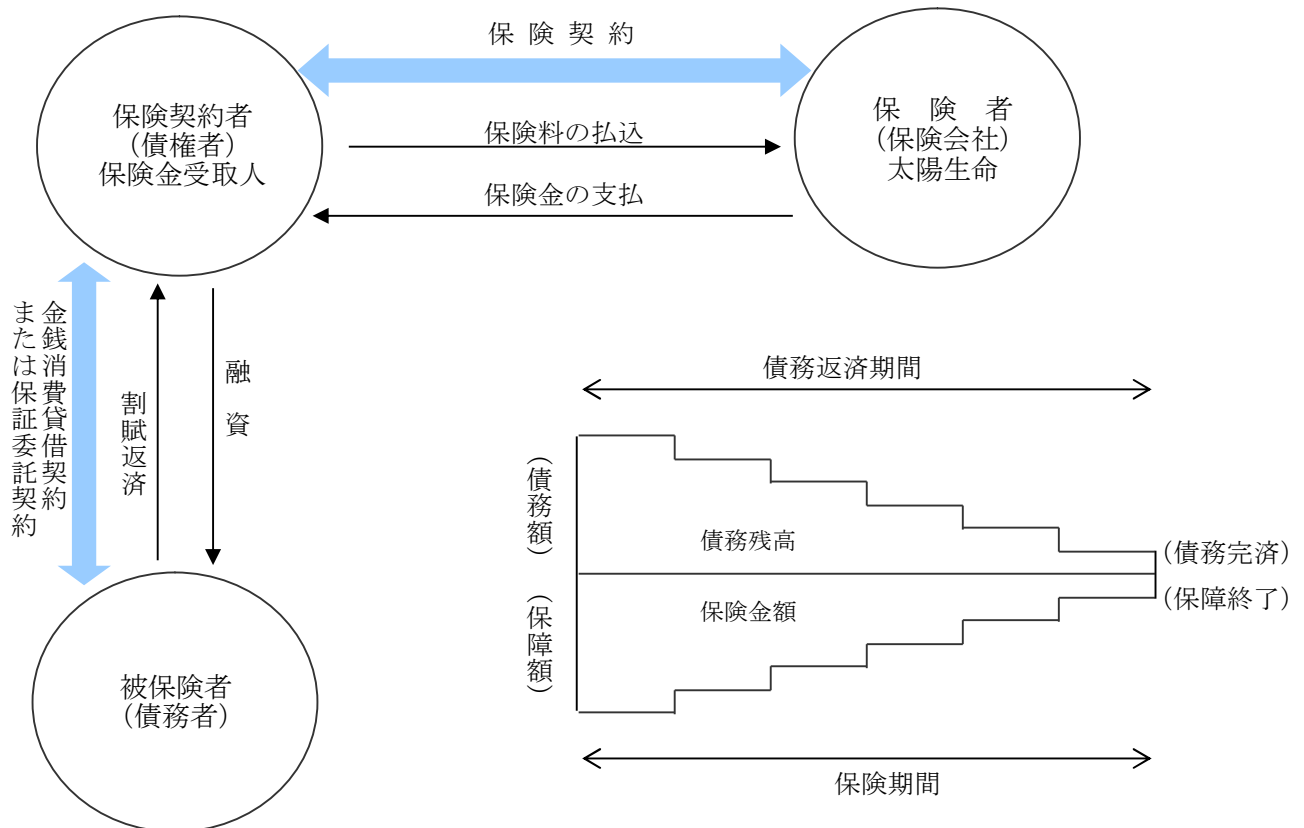 保 険 契 約
保険契約者
(債権者)
保険金受取人
保 険 者
(保険会社)
太陽生命
保険料の払込
保険金の支払
金銭消費貸借契約
または保証委託契約
割賦返済
融 資
被保険者
(債務者)
債務返済期間
(債務額)
債務残高
(債務完済)
(保障額)
保険金額
(保障終了)
保険期間